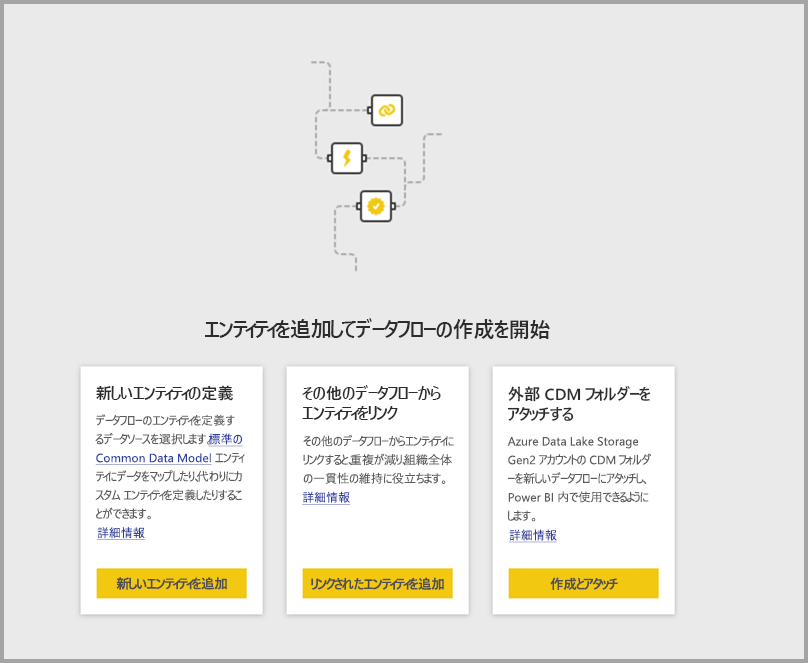 エンティティを追加してデータフローの作成を開始
新しいエンティティの定義
データフローのエンティティを定義す
るデータソースを選択します。標準の
Common Data Model エンティ
ティにデータをマップしたり、代わりにカ
スタム エンティティを定義したりするこ
とができます。
詳細情報
新しいエンティティを追加
その他のデータフローから
エンティティをリンク
その他のデータフローからエンティティに
リンクすると、重複が減り組織全体
の一貫性の維持に役立ちます。
詳細情報
リンクされたエンティティを追加
外部 CDM フォルダーを
アタッチする
Azure Data Lake Storage
Gen2 アカウントの CDM フォルダ
ーを新しいデータフローにアタッチし、
Power BI 内で使用できるように
します。
詳細情報
作成とアタッチ